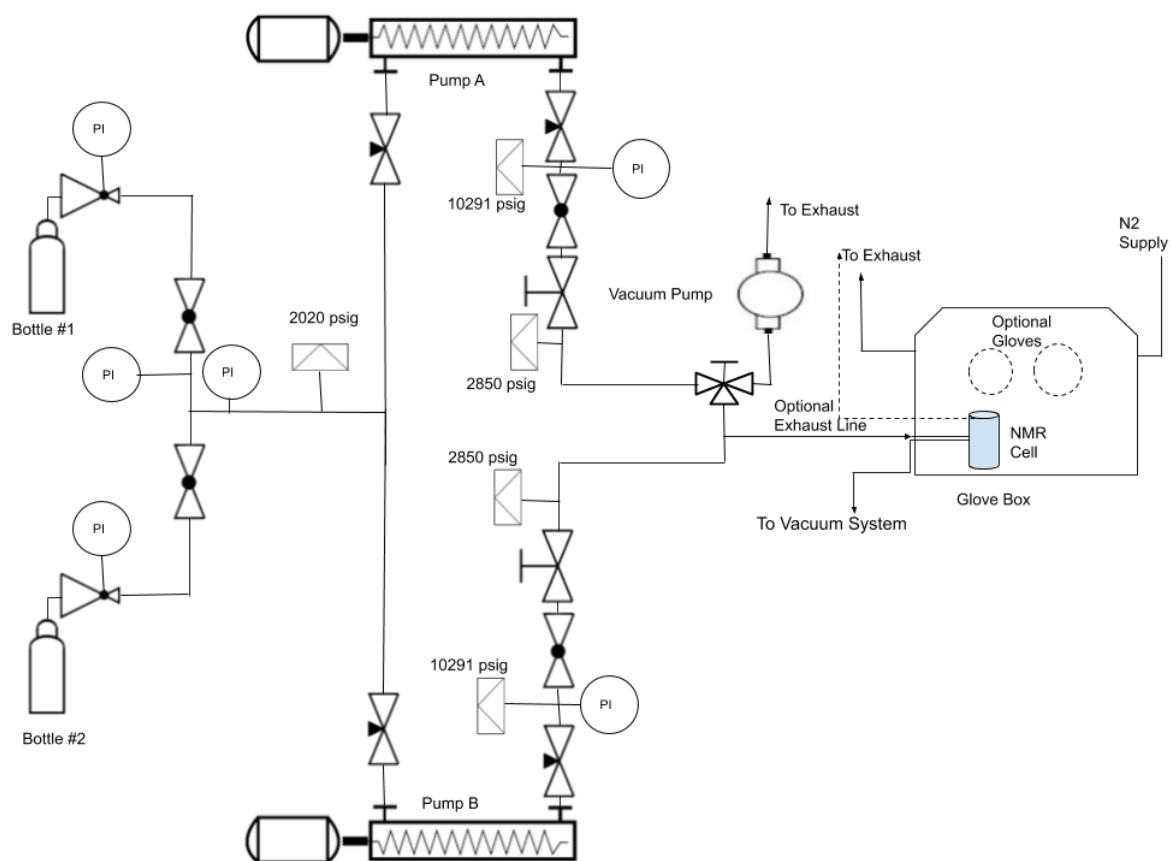 Pump A
PI
10291 psig
PI
To Exhaust
N2
Supply
To Exhaust
Vacuum Pump
Bottle #1
2020 psig
Optional
Gloves
2850 psig
PI
PI
Optional
Exhaust Line
NMR
Cell
2850 psig
Glove Box
To Vacuum System
PI
10291 psig
PI
Bottle #2
Pump B